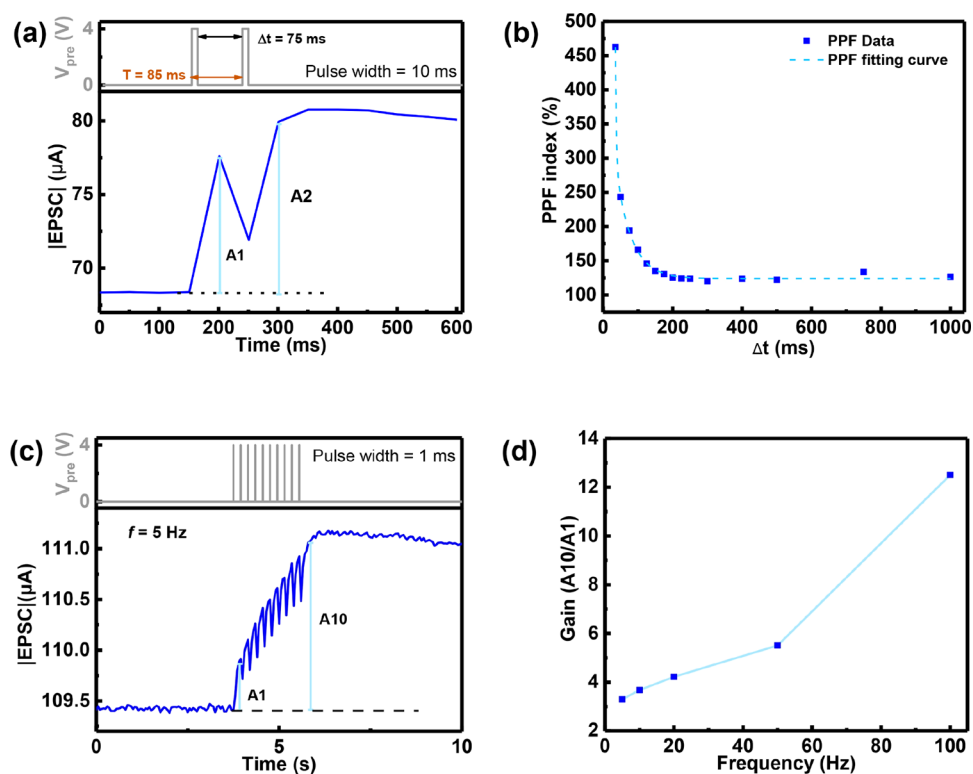 (a)
V_pre (V)
4
0
Δt = 75 ms
T = 85 ms
Pulse width = 10 ms
|EPSC| (μA)
80
75
70
A1
A2
0 100 200 300 400 500 600
Time (ms)
(b)
PPF index (%)
500
450
400
350
300
250
200
150
100
PPF Data
PPF fitting curve
0 200 400 600 800 1000
Δt (ms)
(c)
V_pre (V)
4
0
Pulse width = 1 ms
f = 5 Hz
|EPSC|(μA)
111.0
110.5
110.0
109.5
A1
A10
0 5 10
Time (s)
(d)
Gain (A10/A1)
14
12
10
8
6
4
2
0 20 40 60 80 100
Frequency (Hz)